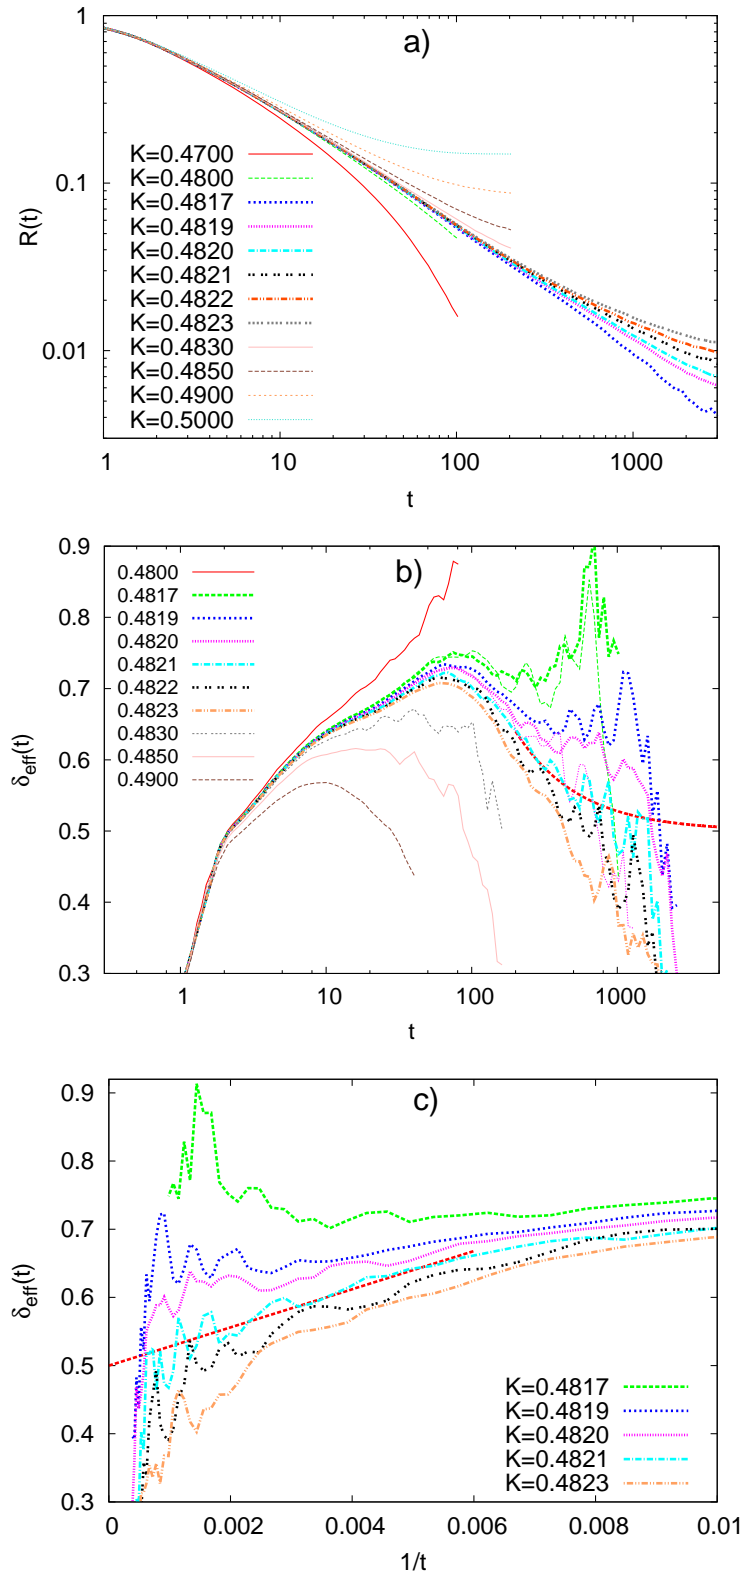 a)
1
0.1
0.01
R(t)
K=0.4700
K=0.4800
K=0.4817
K=0.4819
K=0.4820
K=0.4821
K=0.4822
K=0.4823
K=0.4830
K=0.4850
K=0.4900
K=0.5000
1 10 100 1000
t
b)
0.9
0.8
0.7
0.6
0.5
0.4
0.3
δeff(t)
0.4800
0.4817
0.4819
0.4820
0.4821
0.4822
0.4823
0.4830
0.4850
0.4900
1 10 100 1000
t
c)
0.9
0.8
0.7
0.6
0.5
0.4
0.3
δeff(t)
K=0.4817
K=0.4819
K=0.4820
K=0.4821
K=0.4823
0 0.002 0.004 0.006 0.008 0.01
1/t